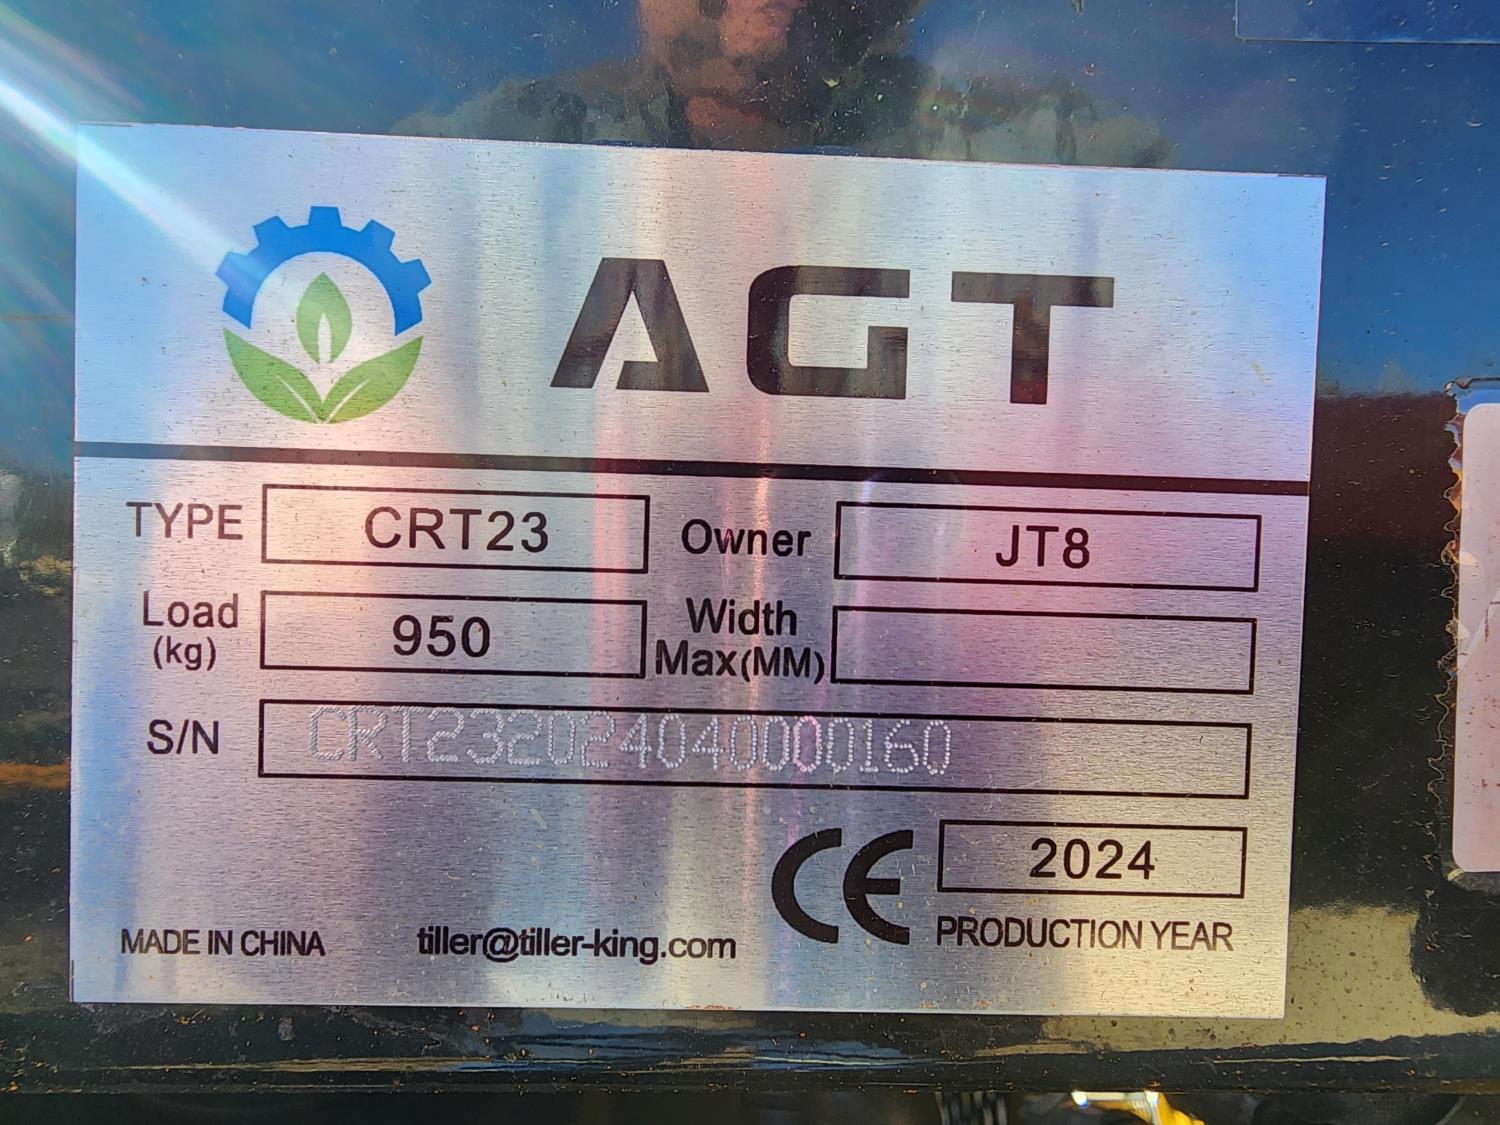 AGT
TYPE CRT23 Owner JT8
Load (kg) 950 Width Max(MM)
S/N CRT232024040000160
CE 2024
MADE IN CHINA tiller@tiller-king.com PRODUCTION YEAR